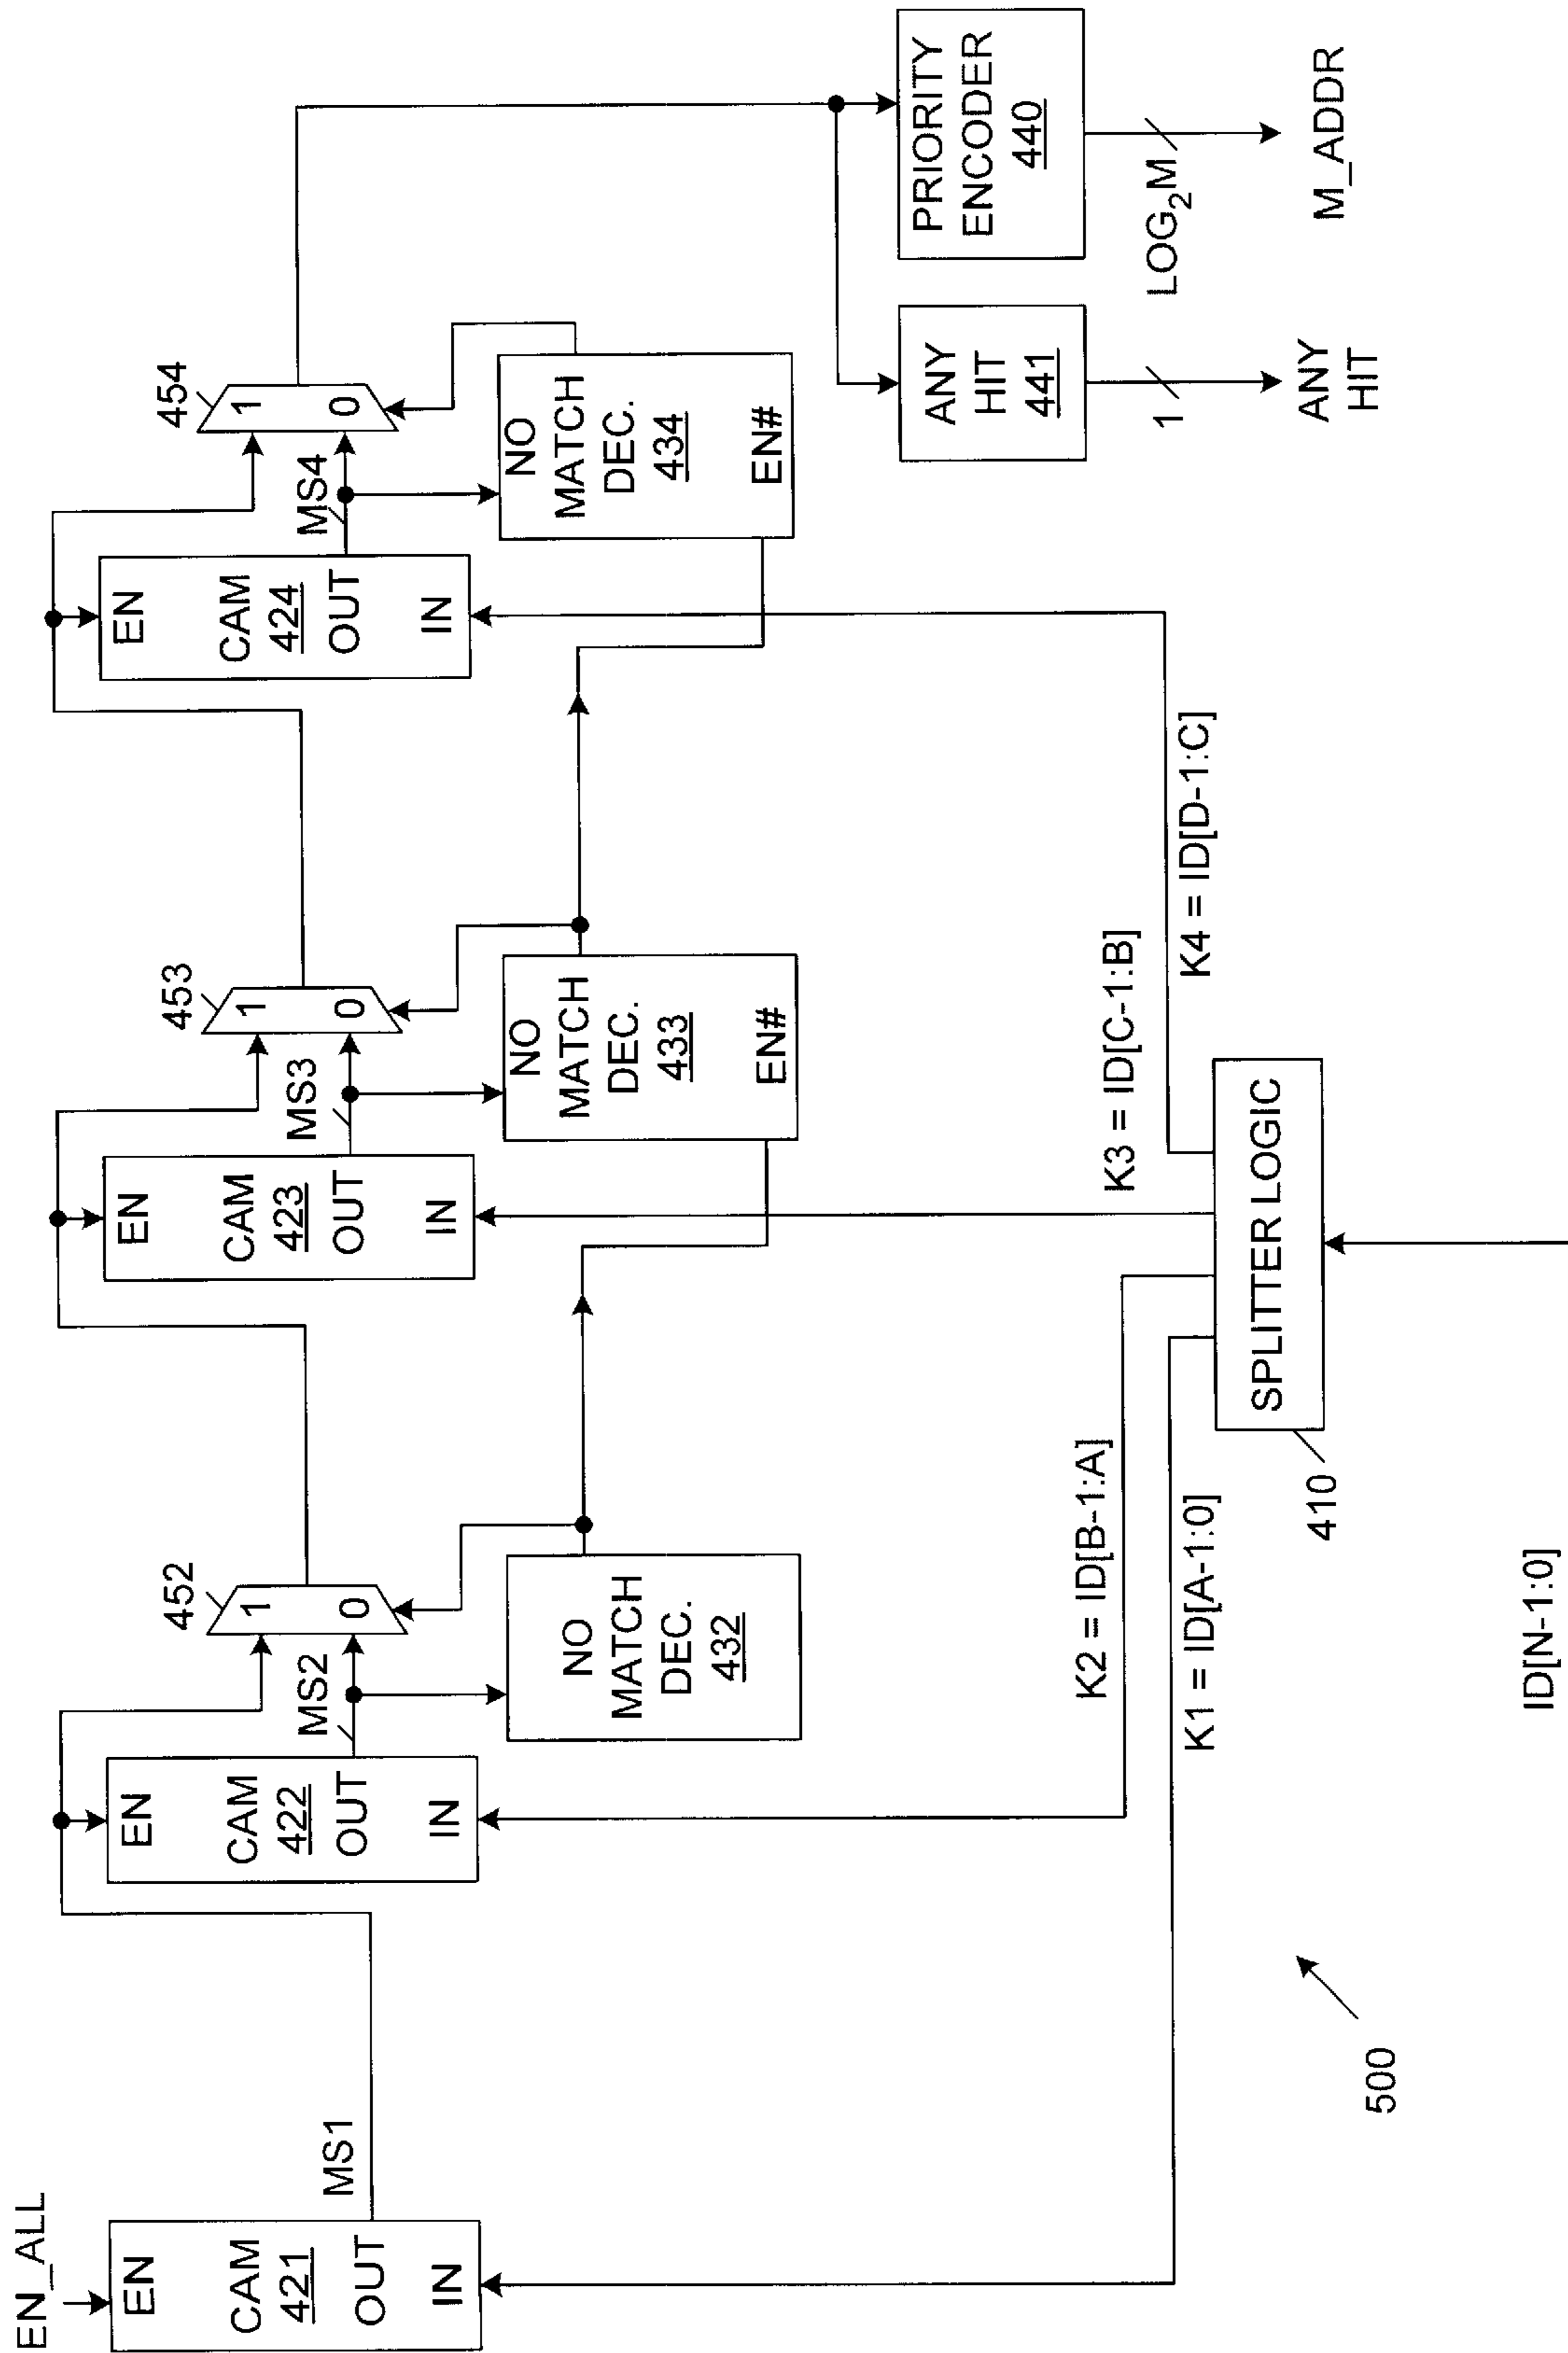 EN_ALL
EN
CAM
421
OUT
IN
MS1
EN
CAM
422
OUT
IN
MS2
452
1
0
NO
MATCH
DEC.
432
EN
CAM
423
OUT
IN
MS3
453
1
0
NO
MATCH
DEC.
433
EN#
EN
CAM
424
OUT
IN
MS4
454
1
0
NO
MATCH
DEC.
434
EN#
ANY
HIT
441
PRIORITY
ENCODER
440
1
LOG2M
ANY
HIT
M_ADDR
K2 = ID[B-1:A]
K1 = ID[A-1:0]
K3 = ID[C-1:B]
K4 = ID[D-1:C]
SPLITTER LOGIC
410
ID[N-1:0]
500